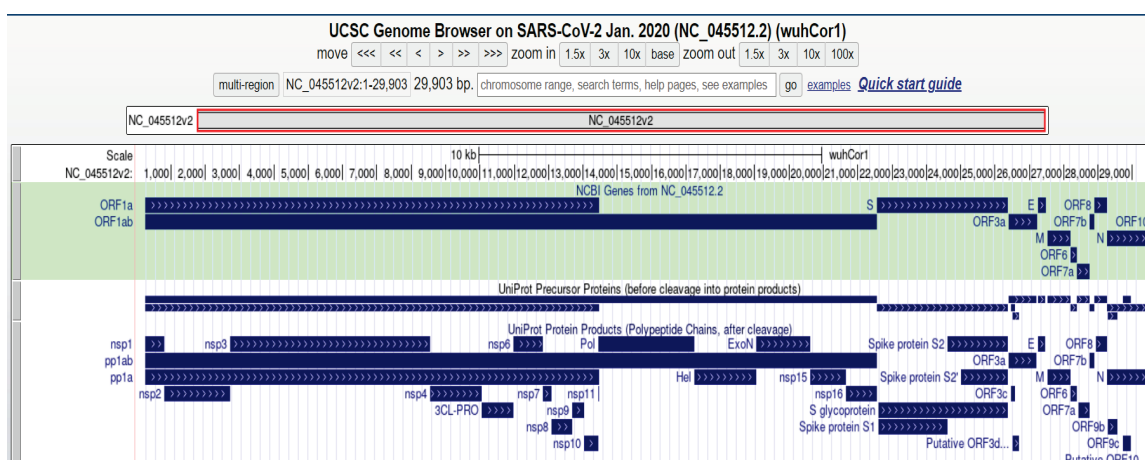 UCSC Genome Browser on SARS-CoV-2 Jan. 2020 (NC_045512.2) (wuhCor1)
move <<< << < > >> >>> zoom in 1.5x 3x 10x base zoom out 1.5x 3x 10x 100x
multi-region NC_045512v2:1-29,903 29,903 bp. chromosome range, search terms, help pages, see examples go examples Quick start guide
NC_045512v2 NC_045512v2
Scale 10 kb wuhCor1
NC_045512v2: 1,000| 2,000| 3,000| 4,000| 5,000| 6,000| 7,000| 8,000| 9,000|10,000|11,000|12,000|13,000|14,000|15,000|16,000|17,000|18,000|19,000|20,000|21,000|22,000|23,000|24,000|25,000|26,000|27,000|28,000|29,000|
NCBI Genes from NC_045512.2
ORF1a S E ORF8
ORF1ab ORF3a ORF7b ORF10
M N
ORF6
ORF7a
UniProt Precursor Proteins (before cleavage into protein products)
UniProt Protein Products (Polypeptide Chains, after cleavage)
nsp1 nsp3 nsp6 Pol ExoN Spike protein S2 E ORF8
pp1ab ORF3a ORF7b
pp1a Hel nsp15 Spike protein S2' M N
nsp2 nsp4 nsp7 nsp11 nsp16 ORF3c ORF6
3CL-PRO nsp9 S glycoprotein ORF7a
nsp8 Spike protein S1 ORF9b
nsp10 Putative ORF3d... ORF9c
Putative ORF10